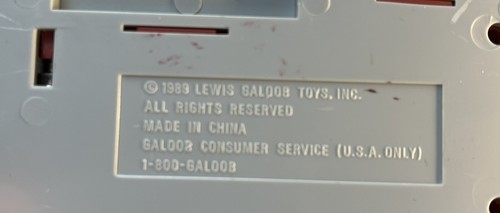 © 1989 LEWIS GALOOB TOYS, INC.
ALL RIGHTS RESERVED
MADE IN CHINA
GALOOB CONSUMER SERVICE (U.S.A. ONLY)
1-800-GALOOB